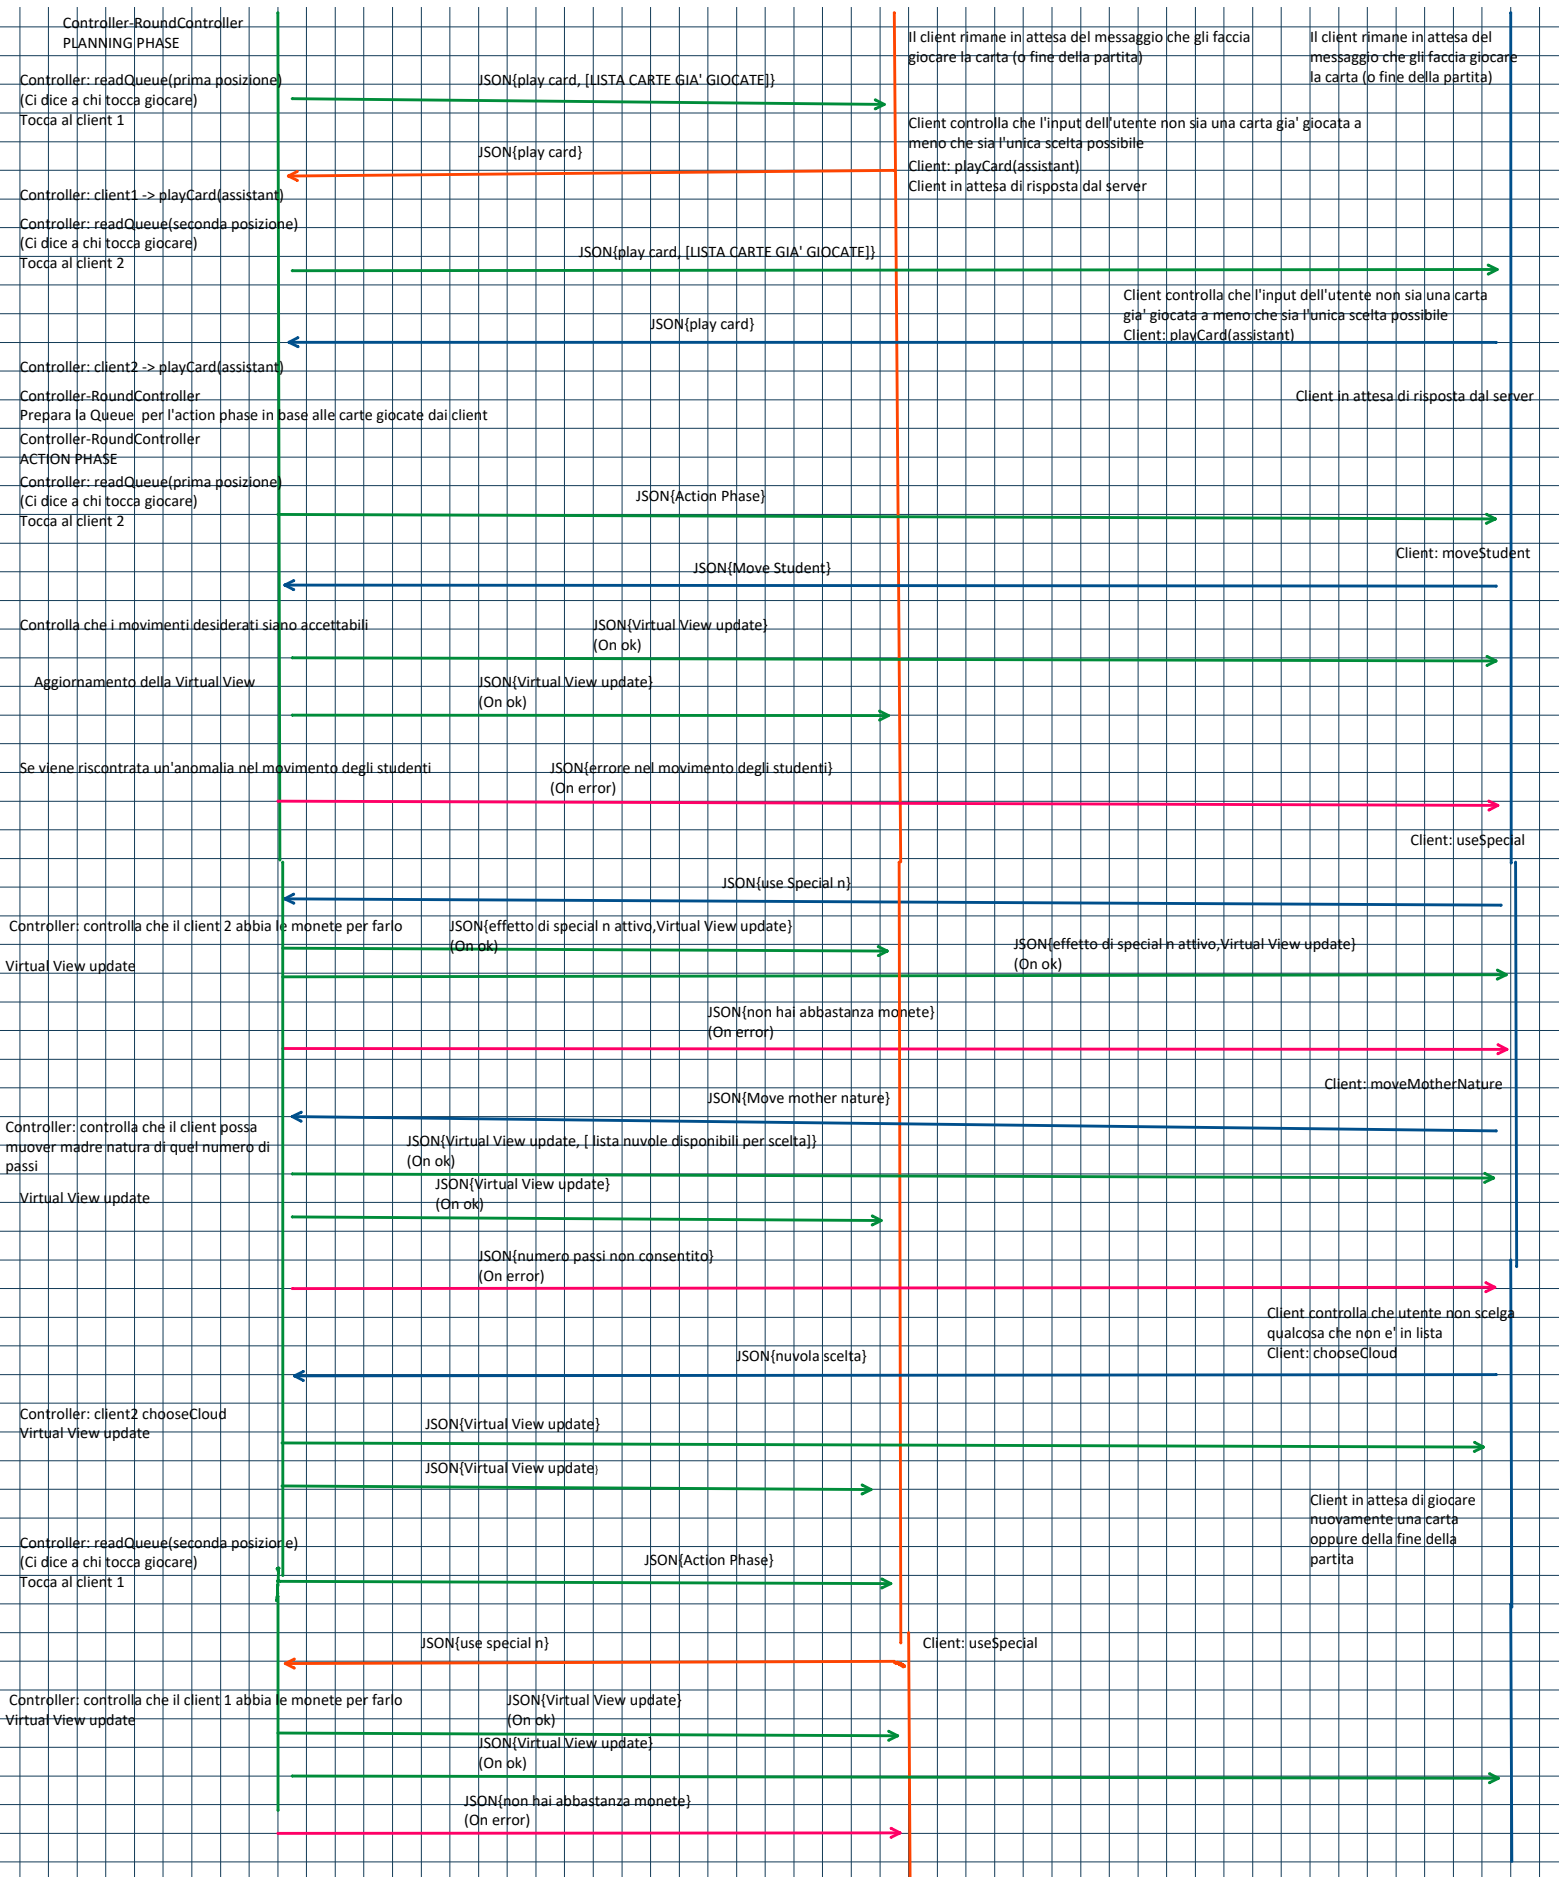 Controller-RoundController
PLANNING PHASE
Il client rimane in attesa del messaggio che gli faccia
giocare la carta (o fine della partita)
Il client rimane in attesa del
messaggio che gli faccia giocare
la carta (o fine della partita)
Controller: readQueue(prima posizione)
(Ci dice a chi tocca giocare)
Tocca al client 1
JSON{play card, [LISTA CARTE GIA' GIOCATE]}
Client controlla che l'input dell'utente non sia una carta gia' giocata a
meno che sia l'unica scelta possibile
Client: playCard(assistant)
Client in attesa di risposta dal server
JSON{play card}
Controller: client1 -> playCard(assistant)
Controller: readQueue(seconda posizione)
(Ci dice a chi tocca giocare)
Tocca al client 2
JSON{play card, [LISTA CARTE GIA' GIOCATE]}
Client controlla che l'input dell'utente non sia una carta
gia' giocata a meno che sia l'unica scelta possibile
Client: playCard(assistant)
JSON{play card}
Controller: client2 -> playCard(assistant)
Controller-RoundController
Prepara la Queue  per l'action phase in base alle carte giocate dai client
Client in attesa di risposta dal server
Controller-RoundController
ACTION PHASE
Controller: readQueue(prima posizione)
(Ci dice a chi tocca giocare)
Tocca al client 2
JSON{Action Phase}
Client: moveStudent
JSON{Move Student}
Controlla che i movimenti desiderati siano accettabili
JSON{Virtual View update}
(On ok)
Aggiornamento della Virtual View
JSON{Virtual View update}
(On ok)
Se viene riscontrata un'anomalia nel movimento degli studenti
JSON{errore nel movimento degli studenti}
(On error)
Client: useSpecial
JSON{use Special n}
Controller: controlla che il client 2 abbia le monete per farlo
JSON{effetto di special n attivo,Virtual View update}
(On ok)
JSON{effetto di special n attivo,Virtual View update}
(On ok)
Virtual View update
JSON{non hai abbastanza monete}
(On error)
Client: moveMotherNature
JSON{Move mother nature}
Controller: controlla che il client possa
muover madre natura di quel numero di
passi
JSON{Virtual View update, [ lista nuvole disponibili per scelta]}
(On ok)
Virtual View update
JSON{Virtual View update}
(On ok)
JSON{numero passi non consentito}
(On error)
Client controlla che utente non scelga
qualcosa che non e' in lista
Client: chooseCloud
JSON{nuvola scelta}
Controller: client2 chooseCloud
Virtual View update
JSON{Virtual View update}
JSON{Virtual View update}
Client in attesa di giocare
nuovamente una carta
oppure della fine della
partita
Controller: readQueue(seconda posizione)
(Ci dice a chi tocca giocare)
Tocca al client 1
JSON{Action Phase}
JSON{use special n}
Client: useSpecial
Controller: controlla che il client 1 abbia le monete per farlo
Virtual View update
JSON{Virtual View update}
(On ok)
JSON{Virtual View update}
(On ok)
JSON{non hai abbastanza monete}
(On error)